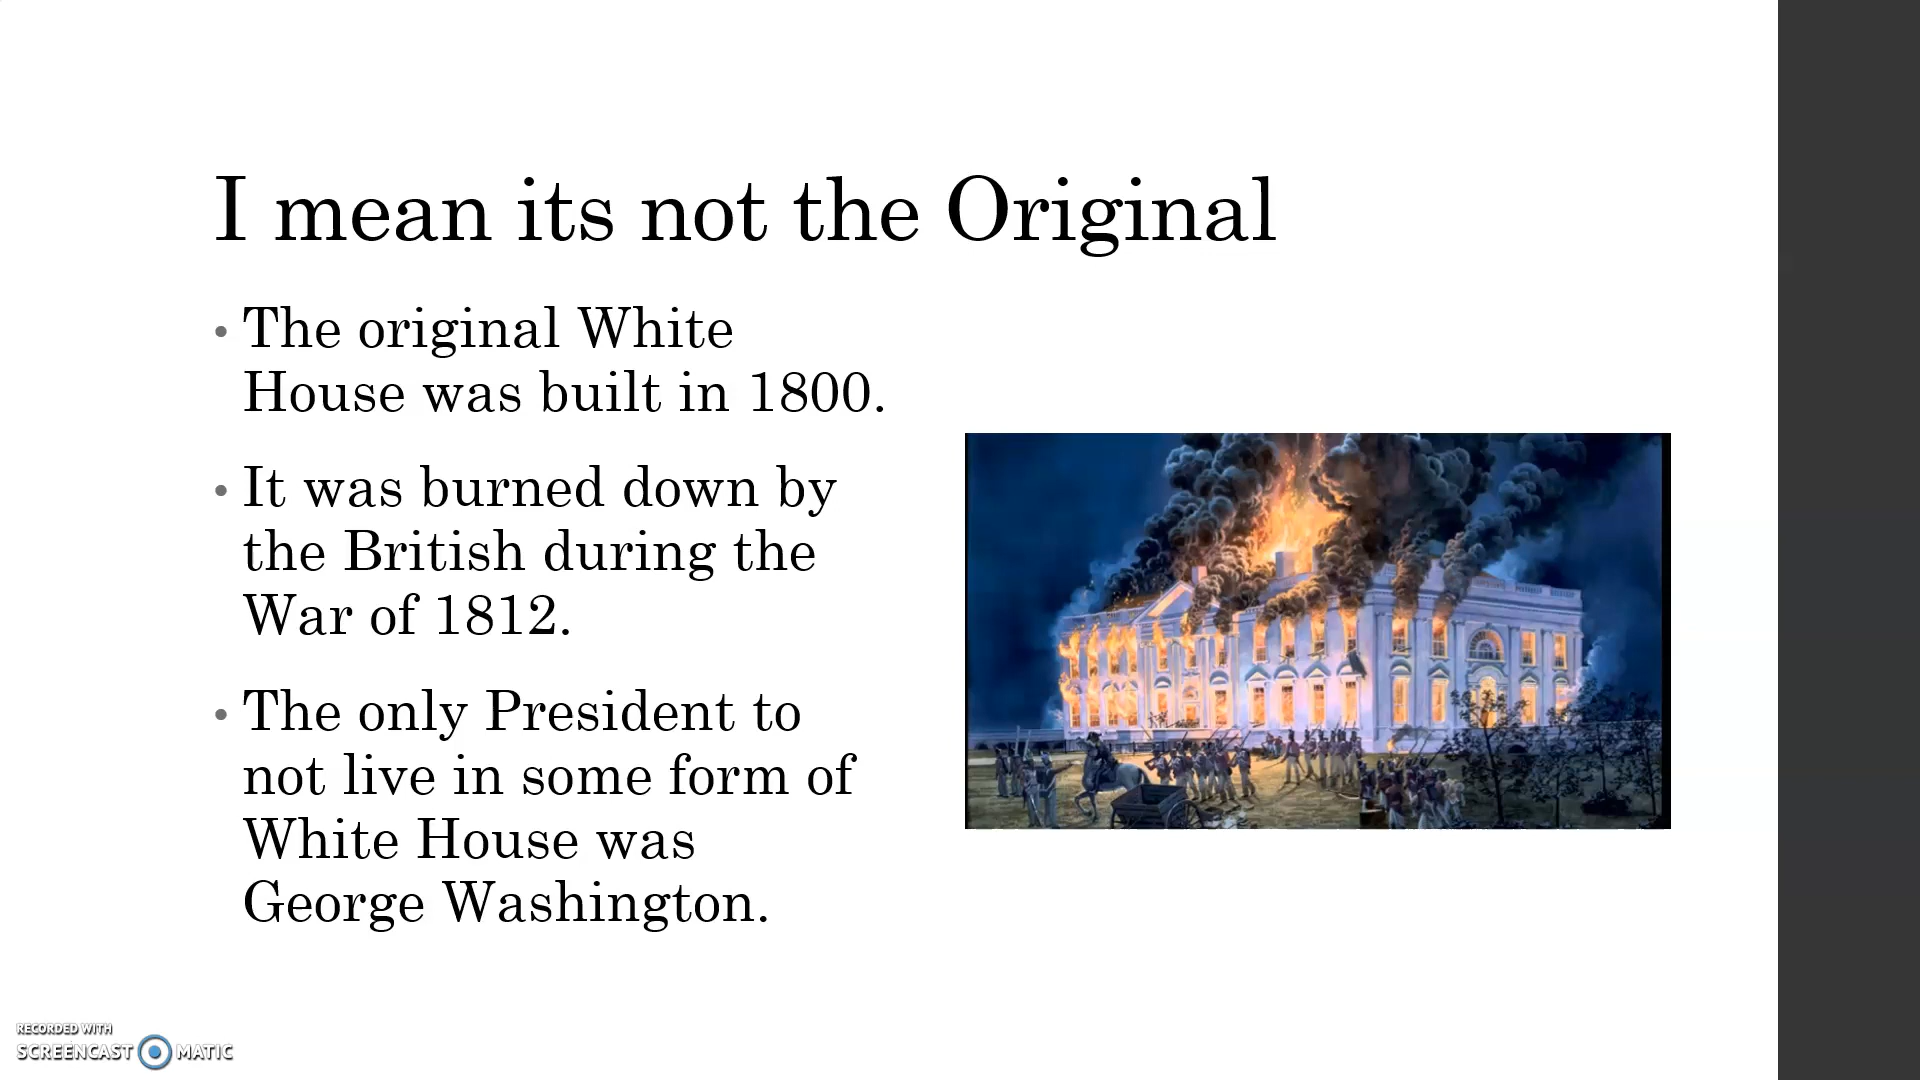 I mean its not the Original
• The original White
House was built in 1800.
• It was burned down by
the British during the
War of 1812.
• The only President to
not live in some form of
White House was
George Washington.
RECORDED WITH
SCREENCAST MATIC